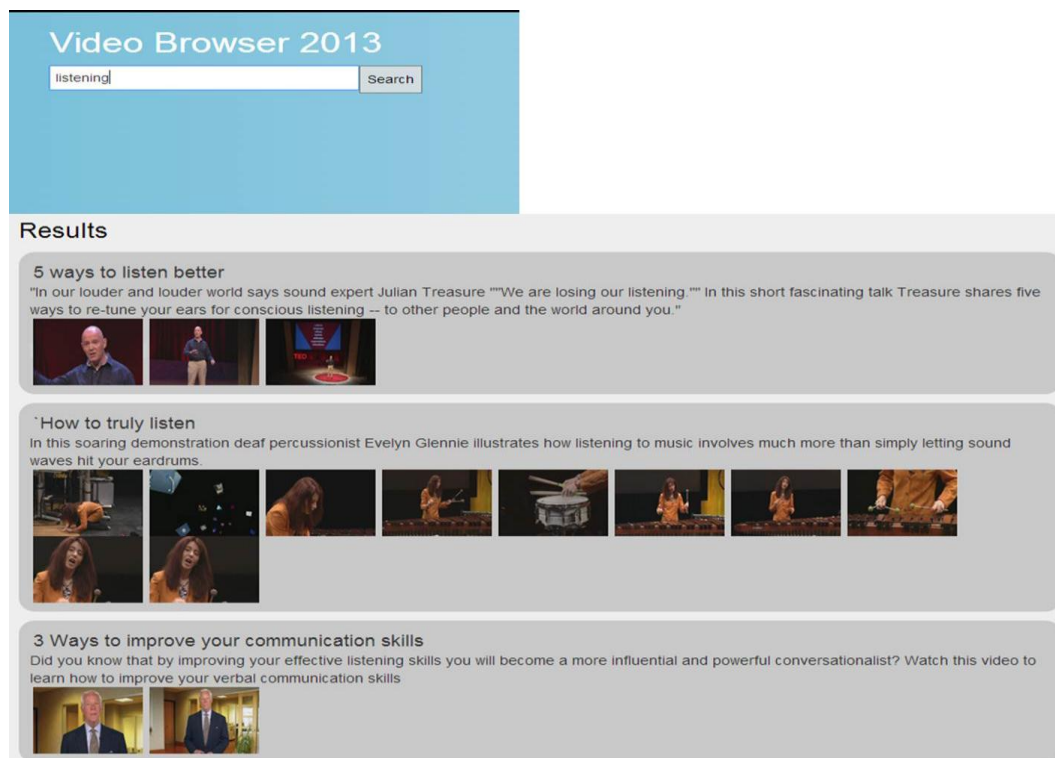 Video Browser 2013
listening
Search
Results
5 ways to listen better
"In our louder and louder world says sound expert Julian Treasure ""We are losing our listening."" In this short fascinating talk Treasure shares five
ways to re-tune your ears for conscious listening -- to other people and the world around you."
TED
`How to truly listen
In this soaring demonstration deaf percussionist Evelyn Glennie illustrates how listening to music involves much more than simply letting sound
waves hit your eardrums.
3 Ways to improve your communication skills
Did you know that by improving your effective listening skills you will become a more influential and powerful conversationalist? Watch this video to
learn how to improve your verbal communication skills